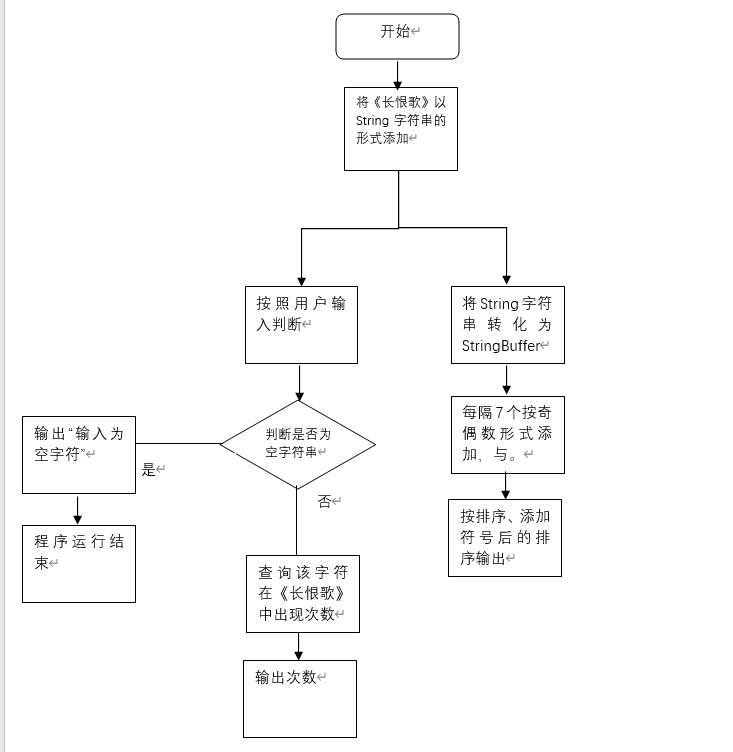 开始
将《长恨歌》以
String 字符串的
形式添加
按照用户输
入判断
将 String 字符
串转化为
StringBuffer
判断是否为
空字符串
输出“输入为
空字符”
是
否
每隔 7 个按奇
偶数形式添
加，与。
按排序、添加
符号后的排
序输出
程序运行结
束
查询该字符
在《长恨歌》
中出现次数
输出次数